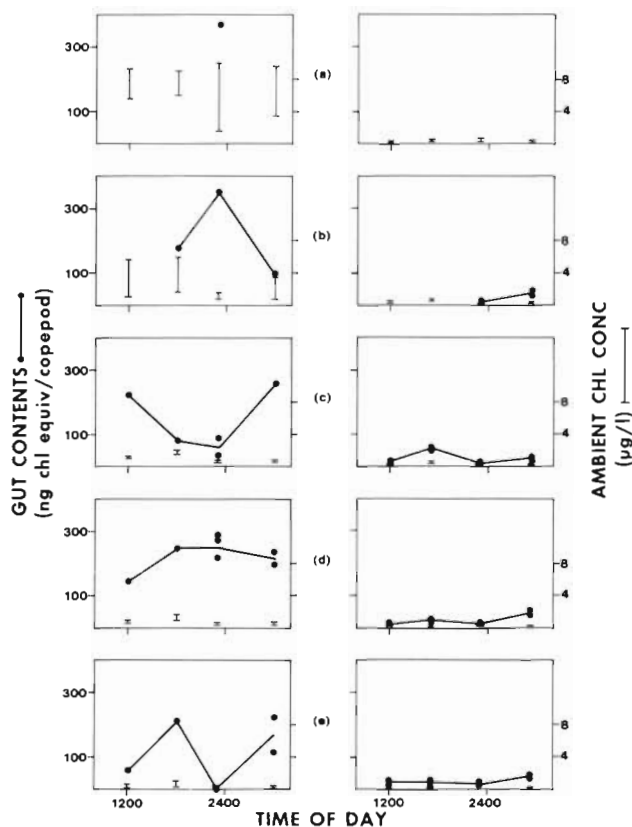 300
100
(a)
8
4
300
100
(b)
8
4
300
100
(c)
8
4
300
100
(d)
8
4
300
100
(e)
8
4
1200 2400
1200 2400
TIME OF DAY
GUT CONTENTS
(ng chl equiv/copepod)
AMBIENT CHL CONC
(µg/l)